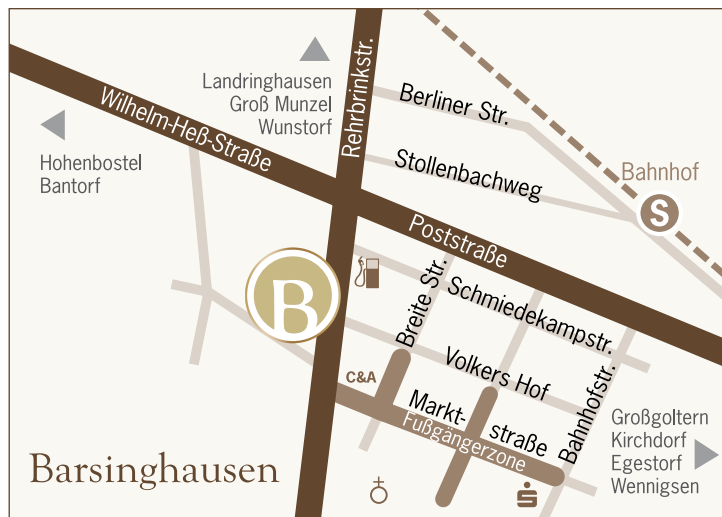 Landringhausen
Groß Munzel
Wunstorf
Rehrbrinkstr.
Wilhelm-Heß-Straße
Hohenbostel
Bantorf
Berliner Str.
Stollenbachweg
Bahnhof
S
Poststraße
B
Breite Str.
Schmiedekampstr.
Volkers Hof
C&A
Markt-
straße
Fußgängerzone
Bahnhofstr.
Großgoltern
Kirchdorf
Egestorf
Wennigsen
Barsinghausen